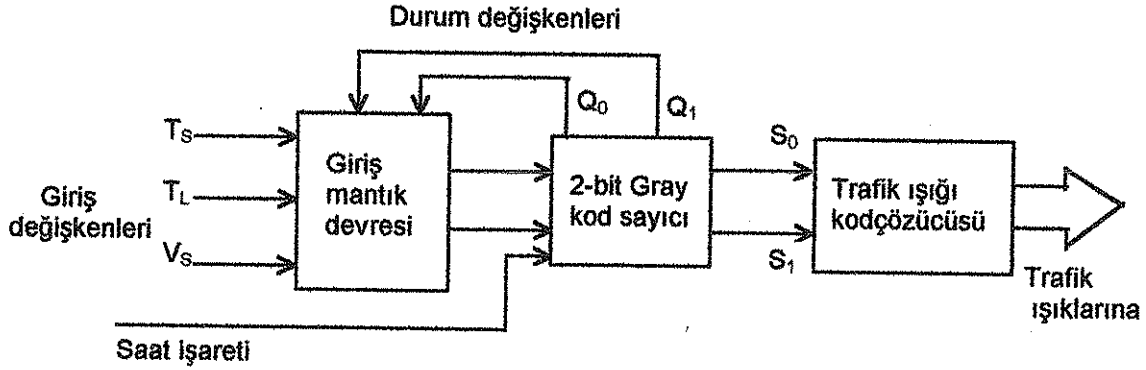 Durum değişkenleri
Q0
Q1
TS
TL
VS
Giriş
değişkenleri
Giriş
mantık
devresi
2-bit Gray
kod sayıcı
S0
S1
Trafik ışığı
kodçözücüsü
Trafik
ışıklarına
Saat işareti